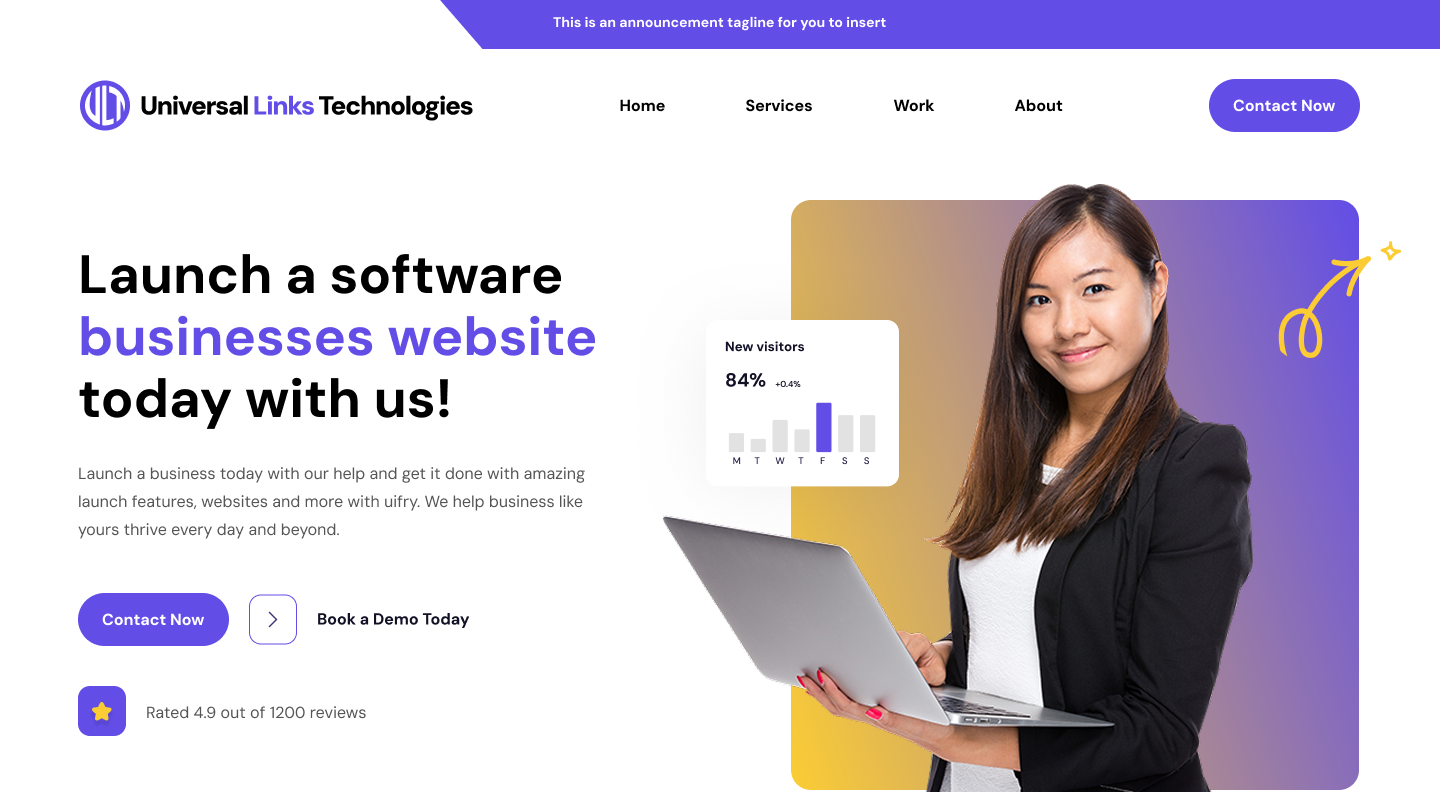 This is an announcement tagline for you to insert
ULT Universal Links Technologies
Home Services Work About Contact Now
Launch a software
businesses website
today with us!
Launch a business today with our help and get it done with amazing
launch features, websites and more with uifry. We help business like
yours thrive every day and beyond.
Contact Now Book a Demo Today
Rated 4.9 out of 1200 reviews
New visitors
84% +0.4%
M T W T F S S